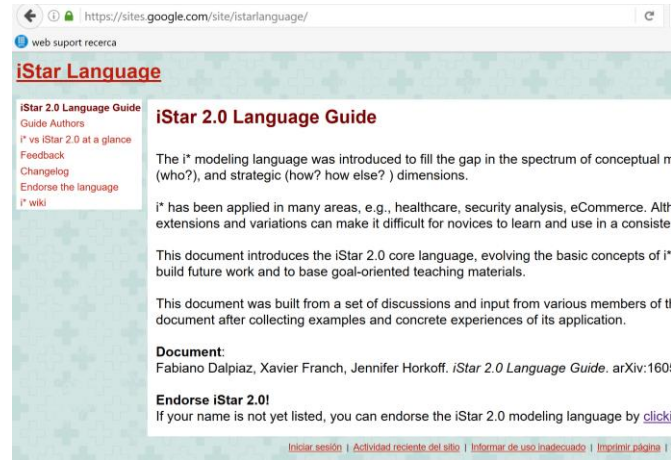 https://sites.google.com/site/istarlanguage/
web suport recerca
iStar Language
iStar 2.0 Language Guide
Guide Authors
i* vs iStar 2.0 at a glance
Feedback
Changelog
Endorse the language
i* wiki
iStar 2.0 Language Guide
The i* modeling language was introduced to fill the gap in the spectrum of conceptual m
(who?), and strategic (how? how else? ) dimensions.
i* has been applied in many areas, e.g., healthcare, security analysis, eCommerce. Alth
extensions and variations can make it difficult for novices to learn and use in a consiste
This document introduces the iStar 2.0 core language, evolving the basic concepts of i*
build future work and to base goal-oriented teaching materials.
This document was built from a set of discussions and input from various members of th
document after collecting examples and concrete experiences of its application.
Document:
Fabiano Dalpiaz, Xavier Franch, Jennifer Horkoff. iStar 2.0 Language Guide. arXiv:1605
Endorse iStar 2.0!
If your name is not yet listed, you can endorse the iStar 2.0 modeling language by clicki
Iniciar sesión | Actividad reciente del sitio | Informar de uso inadecuado | Imprimir página |